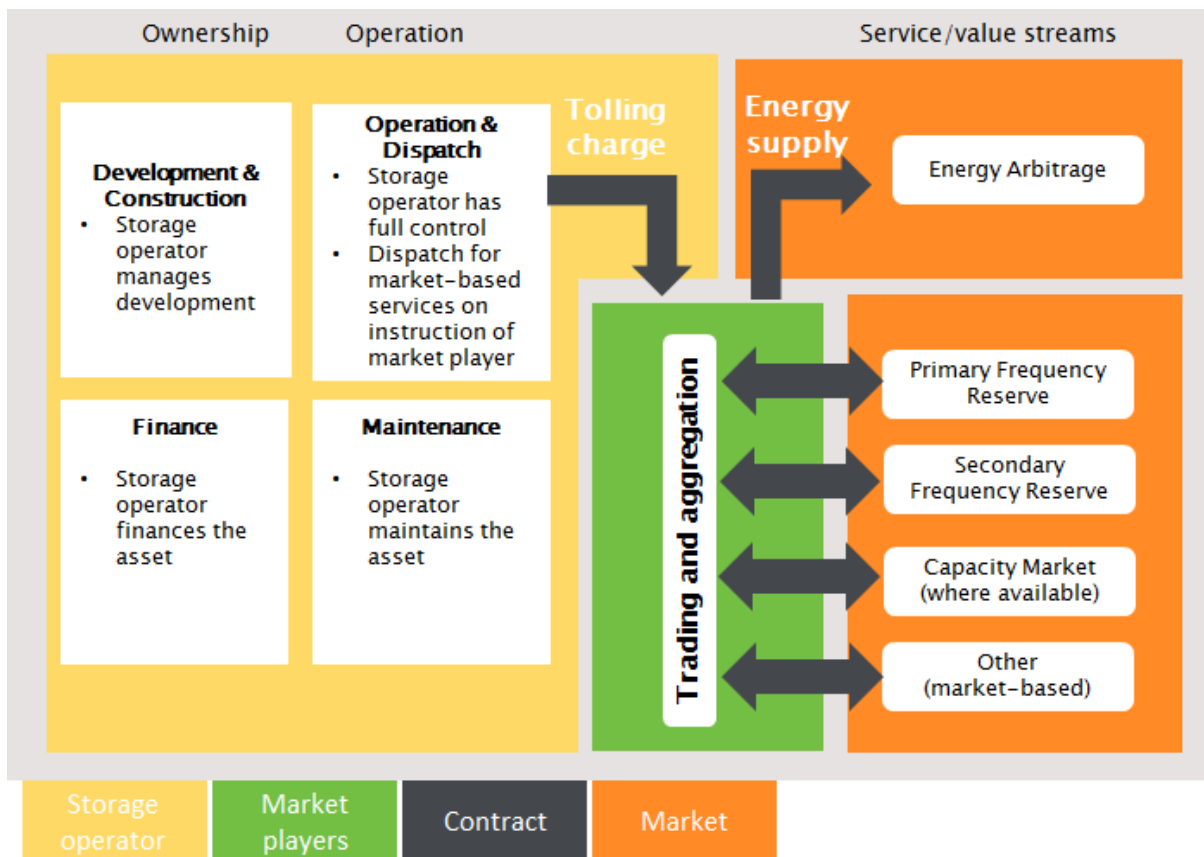 Ownership
Operation
Service/value streams
Development &
Construction
• Storage
operator
manages
development
Operation &
Dispatch
• Storage
operator has
full control
• Dispatch for
market-based
services on
instruction of
market player
Tolling
charge
Energy
supply
Energy Arbitrage
Finance
• Storage
operator
finances the
asset
Maintenance
• Storage
operator
maintains the
asset
Trading and aggregation
Primary Frequency
Reserve
Secondary
Frequency Reserve
Capacity Market
(where available)
Other
(market-based)
Storage
operator
Market
players
Contract
Market